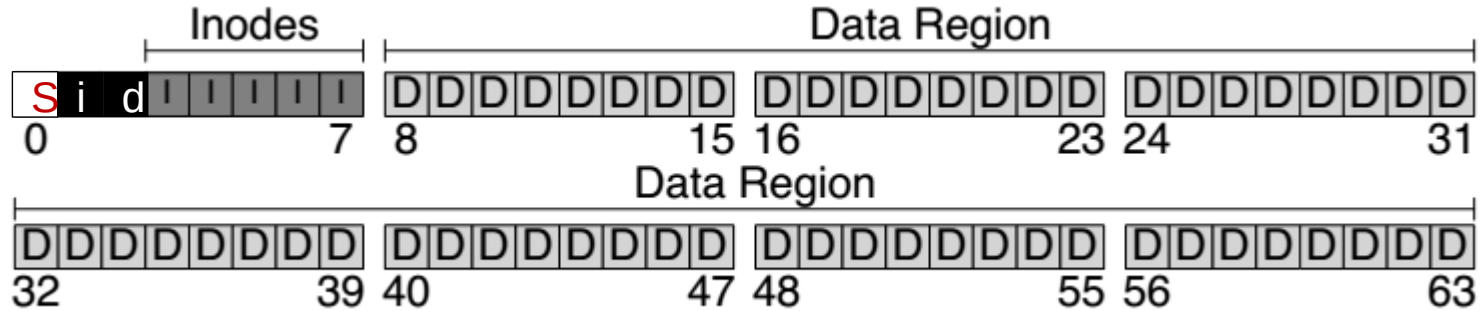 Inodes Data Region
S i d I I I I I D D D D D D D D D D D D D D D D D D D D D D D D
0 7 8 15 16 23 24 31
Data Region
D D D D D D D D D D D D D D D D D D D D D D D D D D D D D D D D
32 39 40 47 48 55 56 63